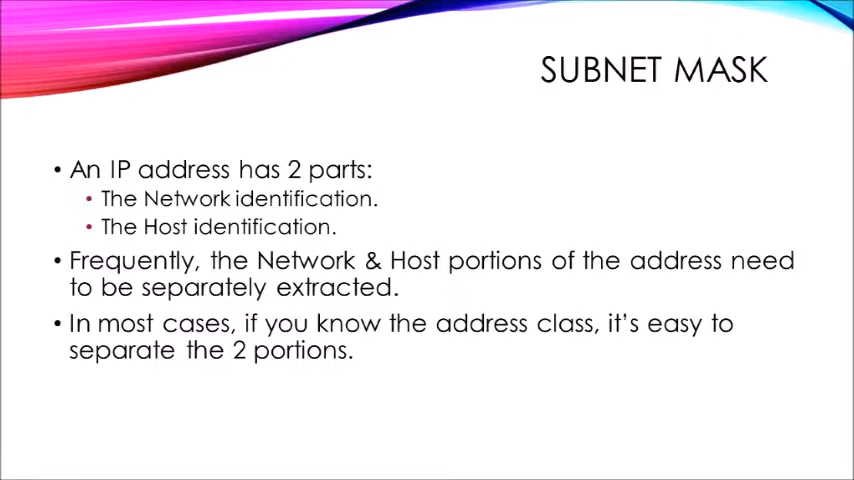 SUBNET MASK
• An IP address has 2 parts:
• The Network identification.
• The Host identification.
• Frequently, the Network & Host portions of the address need
to be separately extracted.
• In most cases, if you know the address class, it’s easy to
separate the 2 portions.